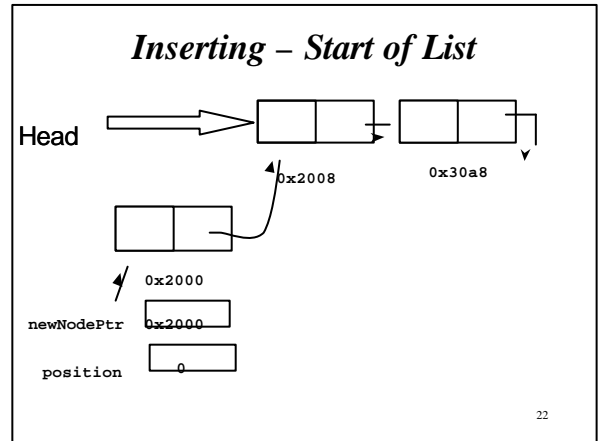 Inserting – Start of List
Head
0x2008
0x30a8
0x2000
newNodePtr 0x2000
position 0
22